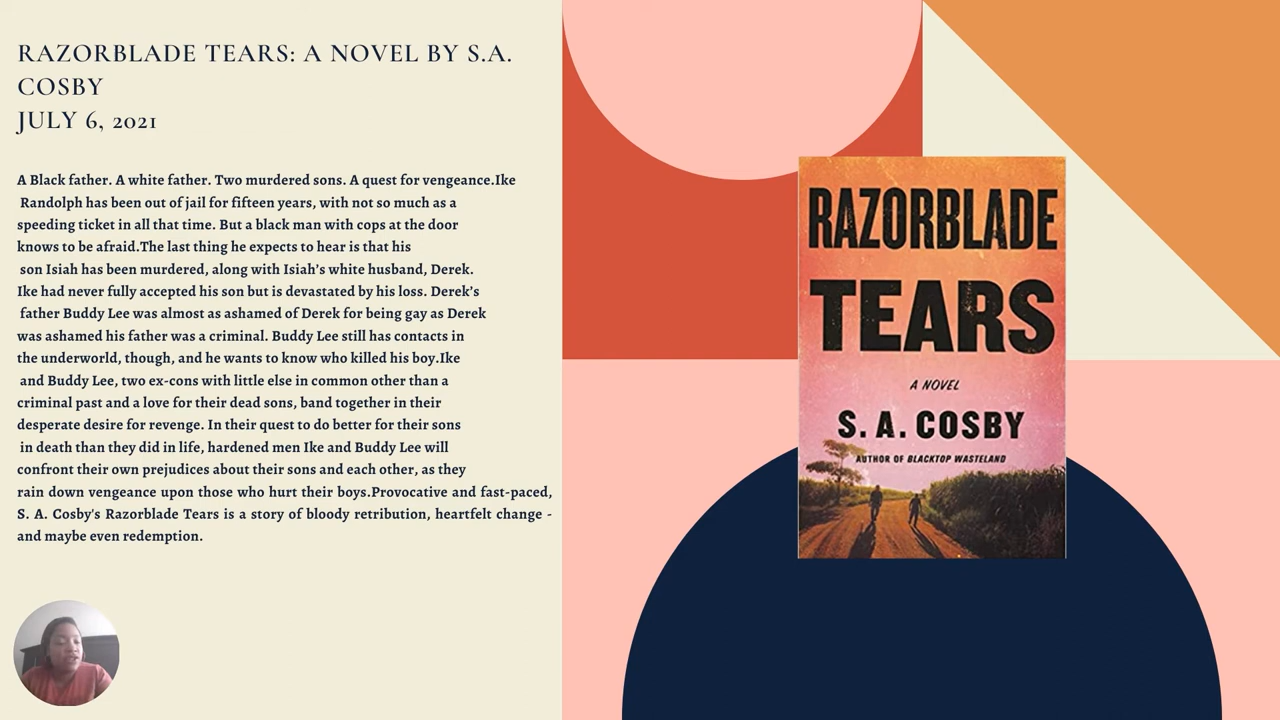 RAZORBLADE TEARS: A NOVEL BY S.A.
COSBY
JULY 6, 2021
A Black father. A white father. Two murdered sons. A quest for vengeance.Ike
Randolph has been out of jail for fifteen years, with not so much as a
speeding ticket in all that time. But a black man with cops at the door
knows to be afraid.The last thing he expects to hear is that his
son Isiah has been murdered, along with Isiah’s white husband, Derek.
Ike had never fully accepted his son but is devastated by his loss. Derek’s
father Buddy Lee was almost as ashamed of Derek for being gay as Derek
was ashamed his father was a criminal. Buddy Lee still has contacts in
the underworld, though, and he wants to know who killed his boy.Ike
and Buddy Lee, two ex-cons with little else in common other than a
criminal past and a love for their dead sons, band together in their
desperate desire for revenge. In their quest to do better for their sons
in death than they did in life, hardened men Ike and Buddy Lee will
confront their own prejudices about their sons and each other, as they
rain down vengeance upon those who hurt their boys.Provocative and fast-paced,
S. A. Cosby's Razorblade Tears is a story of bloody retribution, heartfelt change -
and maybe even redemption.
RAZORBLADE
TEARS
A NOVEL
S. A. COSBY
AUTHOR OF BLACKTOP WASTELAND